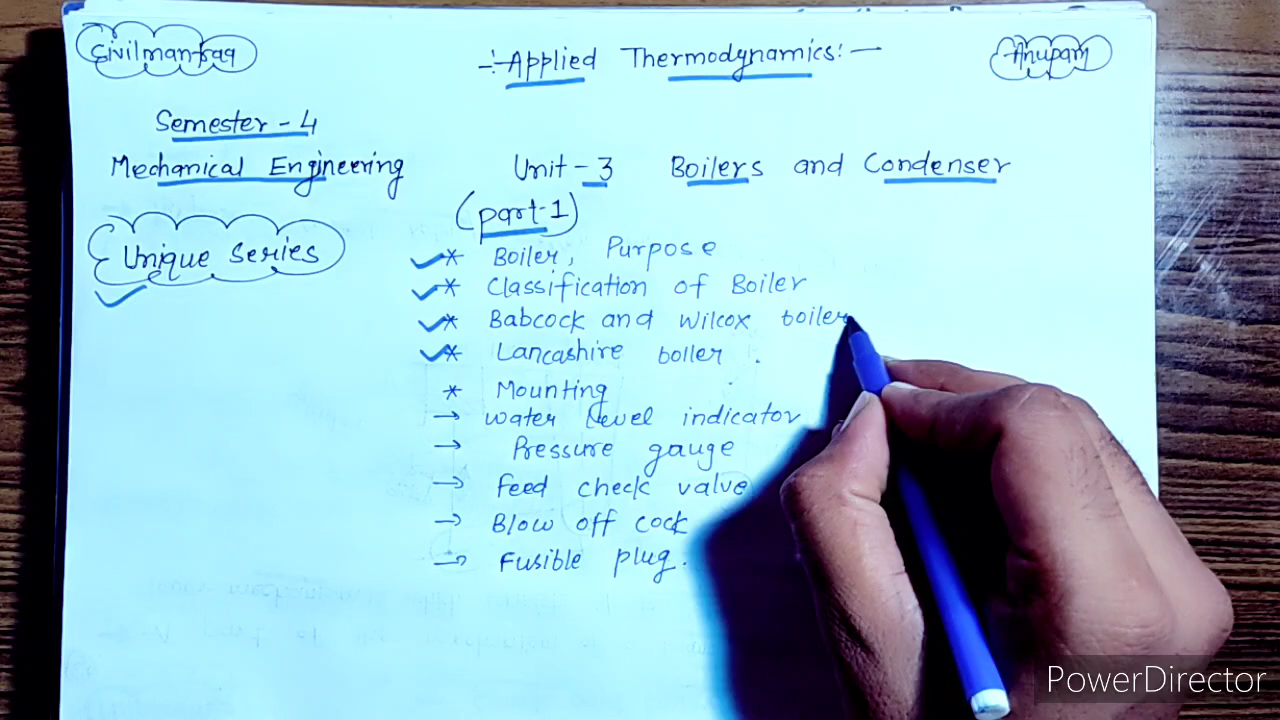 Civilmantraa
-:-Applied Thermodynamics:-
Anupam
Semester - 4
Mechanical Engineering
Unit - 3 Boilers and Condenser
(part-1)
Unique series
* Boiler, Purpose
* Classification of Boiler
* Babcock and Wilcox boiler
* Lancashire boiler .
* Mounting
→ Water level indicator
→ Pressure gauge
→ Feed check valve
→ Blow off cock
→ Fusible plug.
PowerDirector